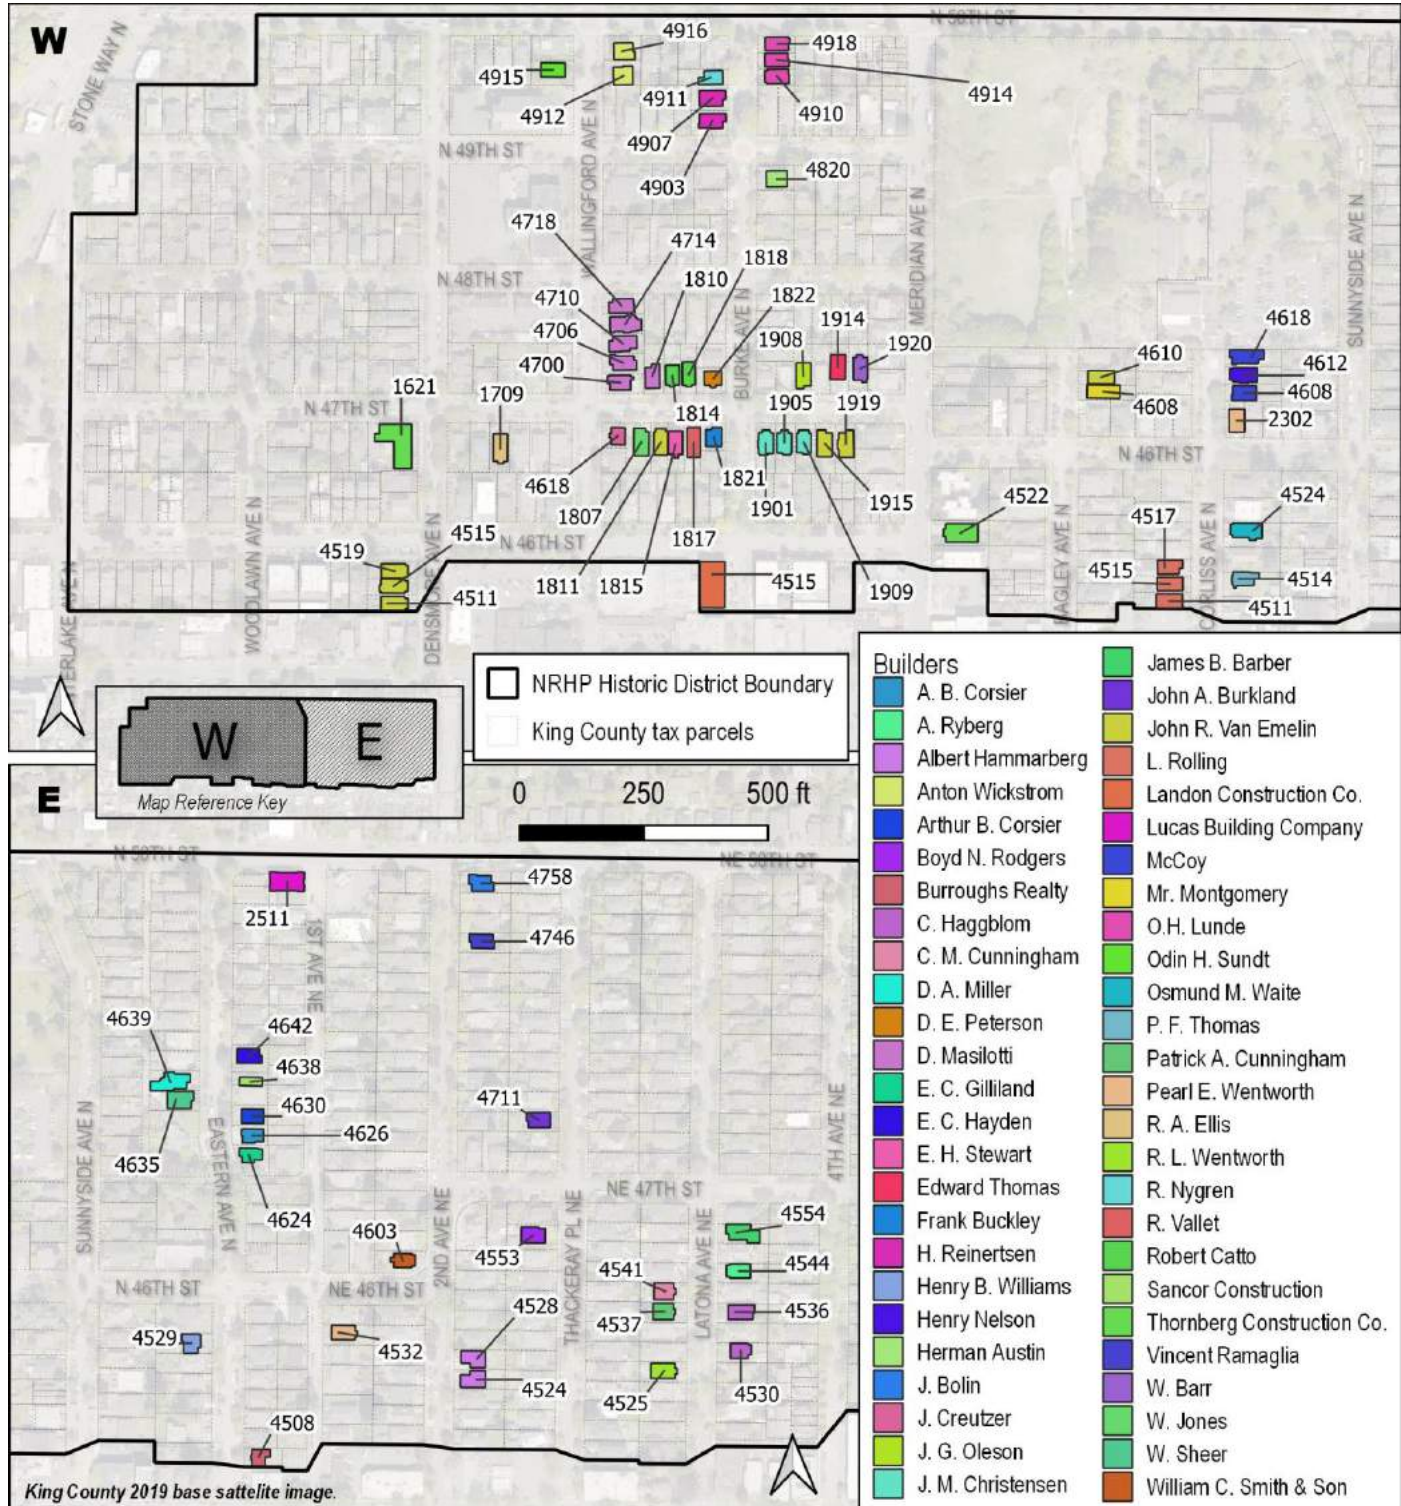 W
N 50TH ST
STONE WAY N
4916
4918
4915
4912
4911
4914
4910
4907
WALLINGFORD AVE N
N 49TH ST
4903
4820
MERIDIAN AVE N
SUNNYSIDE AVE N
4718
4714
1818
1810
N 48TH ST
4710
1822
4706
1914
4618
BURKE AVE N
1908
1920
4610
4700
4612
1621
1709
4608
4608
N 47TH ST
1814
1905
1919
2302
N 46TH ST
4618
1821
1901
1915
4522
4524
1807
4517
WOODLAWN AVE N
4519
4515
N 46TH ST
1817
BAGLEY AVE N
CORLISS AVE N
DENSMORE AVE N
1811
1815
4515
1909
4515
4514
4511
4511
NRHP Historic District Boundary
King County tax parcels
W
E
Map Reference Key
Builders
A. B. Corsier
A. Ryberg
Albert Hammarberg
Anton Wickstrom
Arthur B. Corsier
Boyd N. Rodgers
Burroughs Realty
C. Haggblom
C. M. Cunningham
D. A. Miller
D. E. Peterson
D. Masilotti
E. C. Gilliland
E. C. Hayden
E. H. Stewart
Edward Thomas
Frank Buckley
H. Reinertsen
Henry B. Williams
Henry Nelson
Herman Austin
J. Bolin
J. Creutzer
J. G. Oleson
J. M. Christensen
James B. Barber
John A. Burkland
John R. Van Emelin
L. Rolling
Landon Construction Co.
Lucas Building Company
McCoy
Mr. Montgomery
O.H. Lunde
Odin H. Sundt
Osmund M. Waite
P. F. Thomas
Patrick A. Cunningham
Pearl E. Wentworth
R. A. Ellis
R. L. Wentworth
R. Nygren
R. Vallet
Robert Catto
Sancor Construction
Thornberg Construction Co.
Vincent Ramaglia
W. Barr
W. Jones
W. Sheer
William C. Smith & Son
E
0 250 500 ft
N 50TH ST
NE 50TH ST
4758
2511
1ST AVE NE
4746
4639
4642
4638
4711
4TH AVE NE
4630
4626
SUNNYSIDE AVE N
4635
EASTERN AVE N
NE 47TH ST
4624
2ND AVE NE
THACKERAY PL NE
LATONA AVE NE
4603
4553
4554
4541
4544
N 46TH ST
NE 46TH ST
4528
4537
4536
4529
4532
4524
4525
4530
4508
King County 2019 base sattelite image.